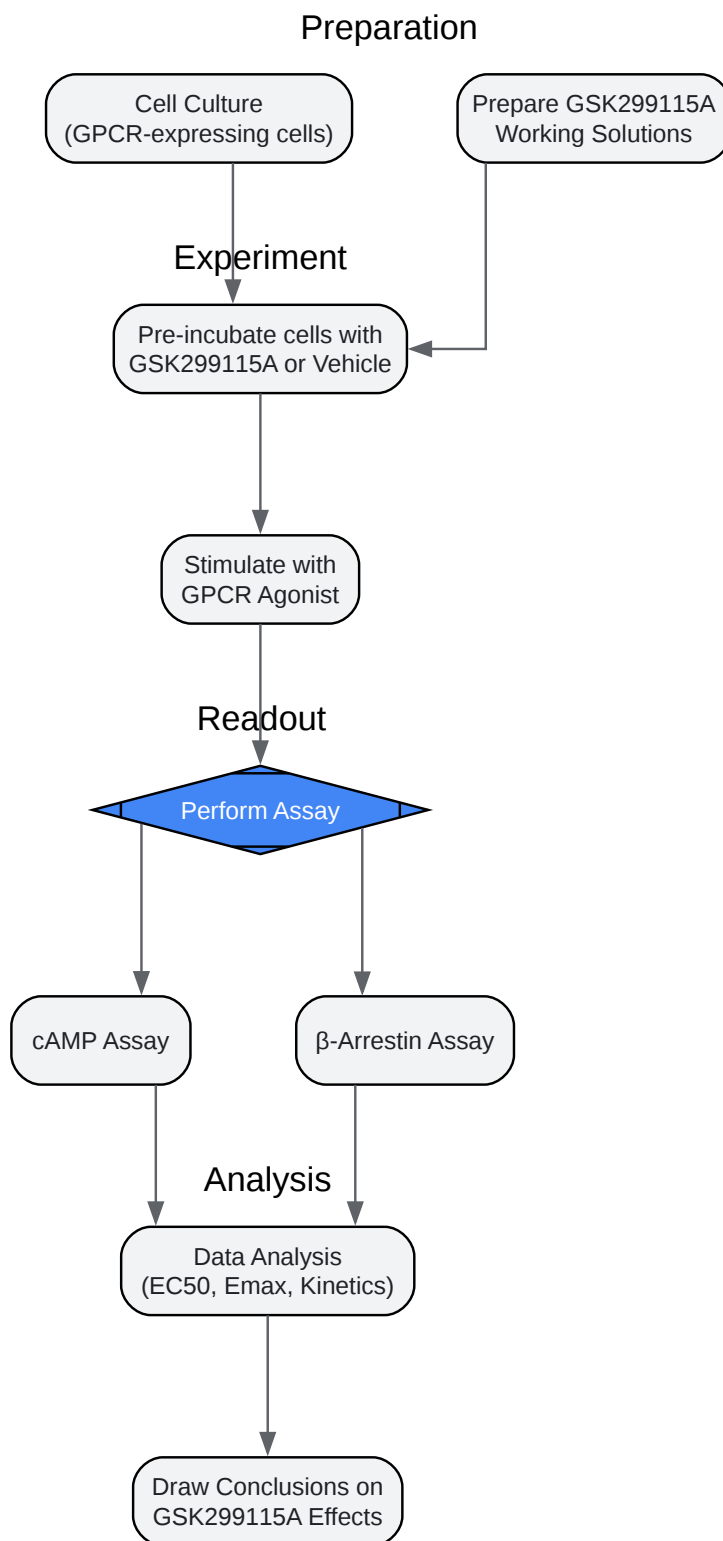 Preparation
Cell Culture
(GPCR-expressing cells)
Prepare GSK299115A
Working Solutions
Experiment
Pre-incubate cells with
GSK299115A or Vehicle
Stimulate with
GPCR Agonist
Readout
Perform Assay
cAMP Assay
β-Arrestin Assay
Analysis
Data Analysis
(EC50, Emax, Kinetics)
Draw Conclusions on
GSK299115A Effects